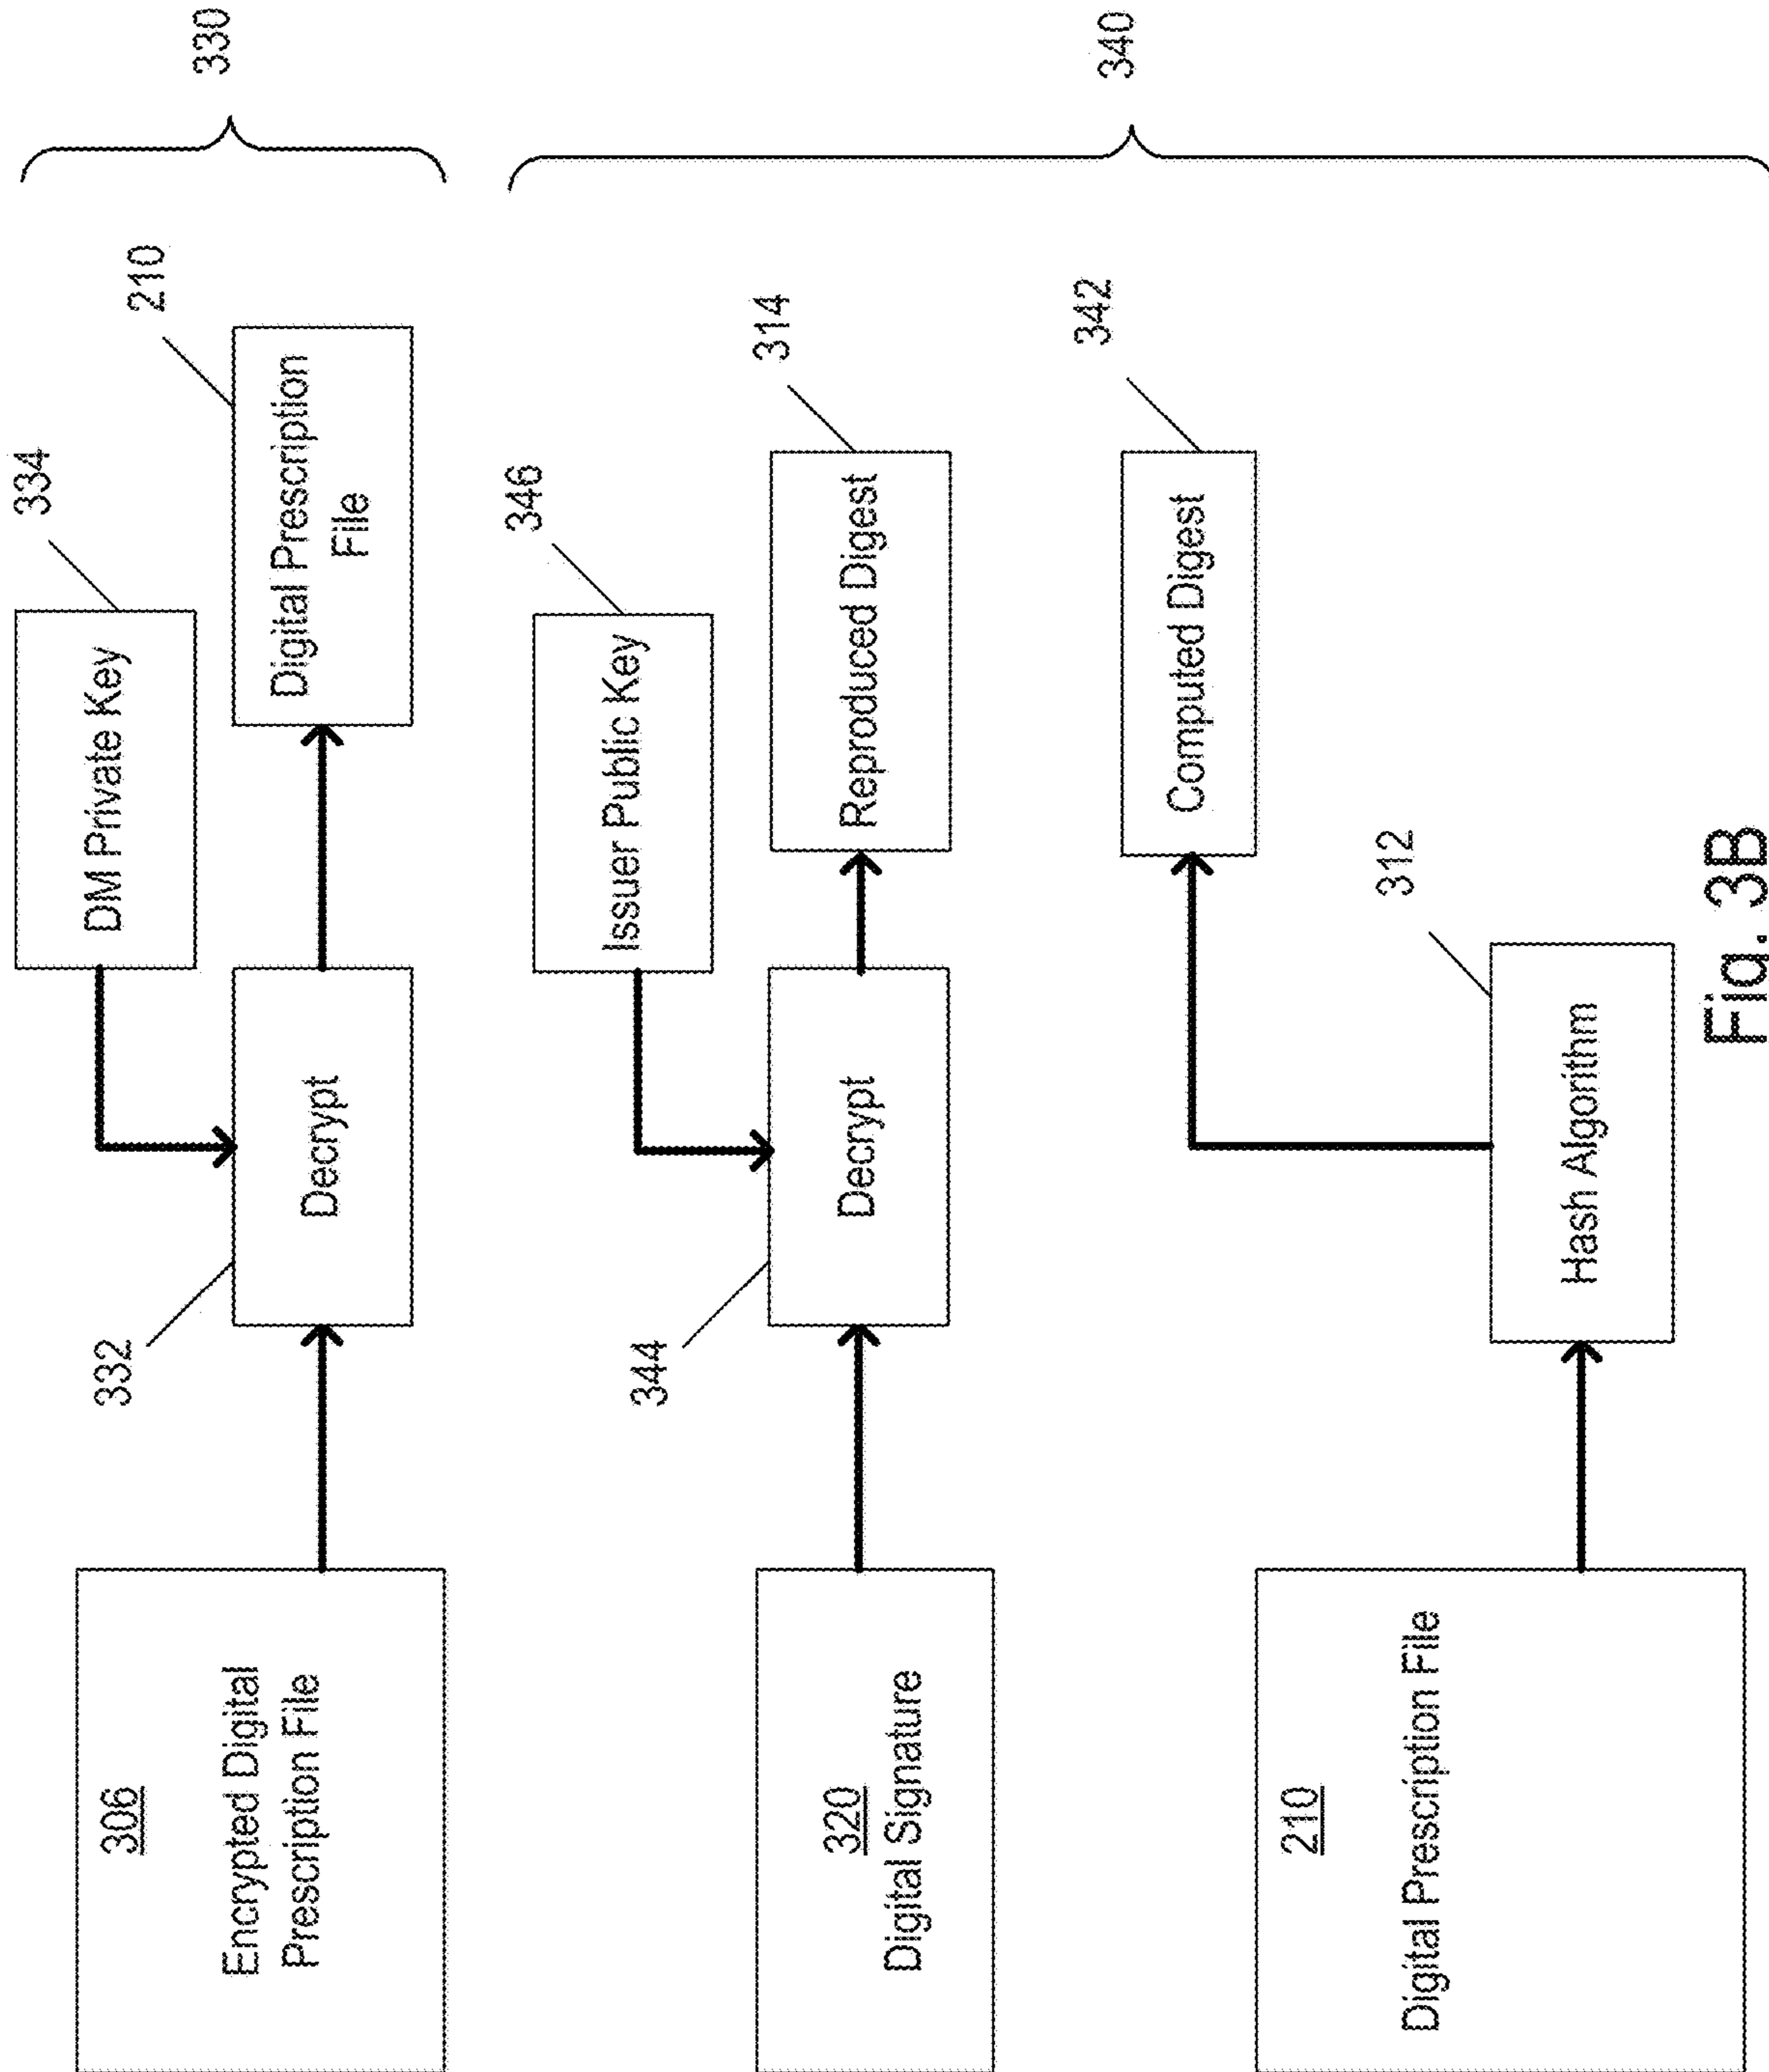 334
DM Private Key
330
306
Encrypted Digital
Prescription File
332
Decrypt
210
Digital Prescription
File
346
Issuer Public Key
320
Digital Signature
344
Decrypt
314
Reproduced Digest
340
342
Computed Digest
210
Digital Prescription File
312
Hash Algorithm
Fig. 3B